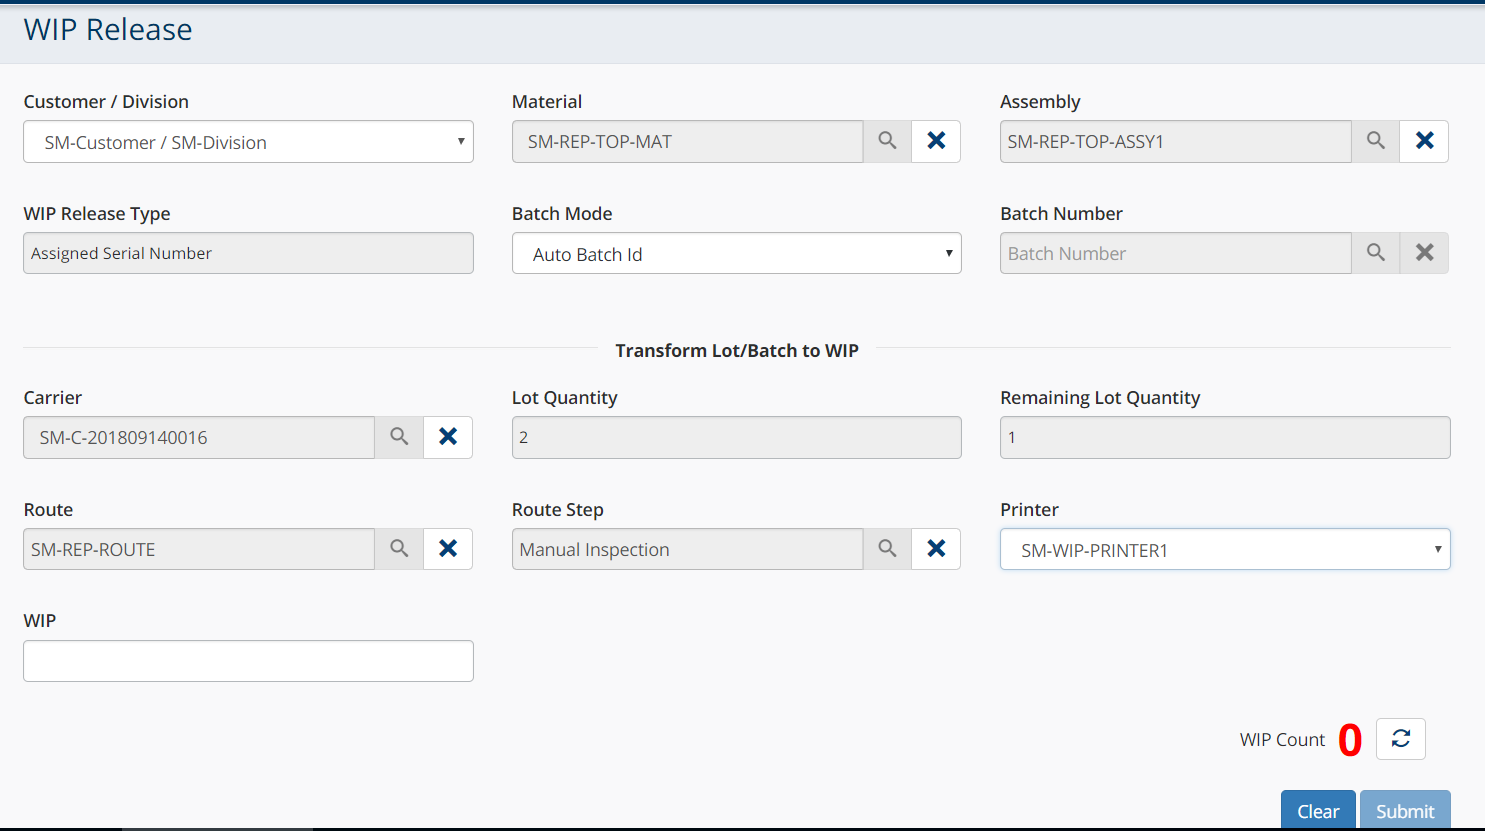 WIP Release
Customer / Division
Material
Assembly
SM-Customer / SM-Division
SM-REP-TOP-MAT
SM-REP-TOP-ASSY1
WIP Release Type
Batch Mode
Batch Number
Assigned Serial Number
Auto Batch Id
Batch Number
Transform Lot/Batch to WIP
Carrier
Lot Quantity
Remaining Lot Quantity
SM-C-201809140016
2
1
Route
Route Step
Printer
SM-REP-ROUTE
Manual Inspection
SM-WIP-PRINTER1
WIP
WIP Count 0
Clear
Submit